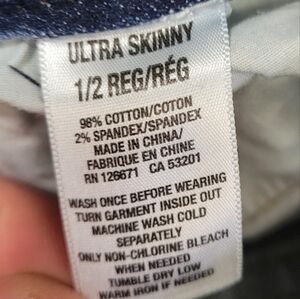 ULTRA SKINNY
1/2 REG/RÉG
98% COTTON/COTON
2% SPANDEX/SPANDEX
MADE IN CHINA/
FABRIQUE EN CHINE
RN 126671 CA 53201
WASH ONCE BEFORE WEARING
TURN GARMENT INSIDE OUT
MACHINE WASH COLD
SEPARATELY
ONLY NON-CHLORINE BLEACH
WHEN NEEDED
TUMBLE DRY LOW
WARM IRON IF NEEDED